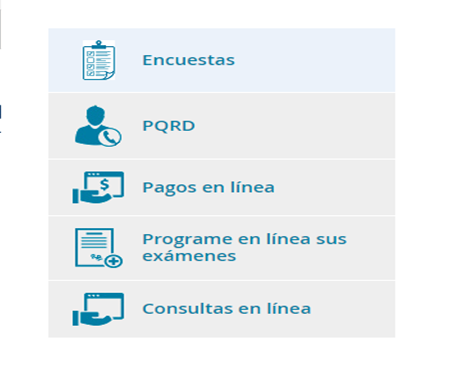 Encuestas
PQRD
Pagos en línea
Programe en línea sus
exámenes
Consultas en línea